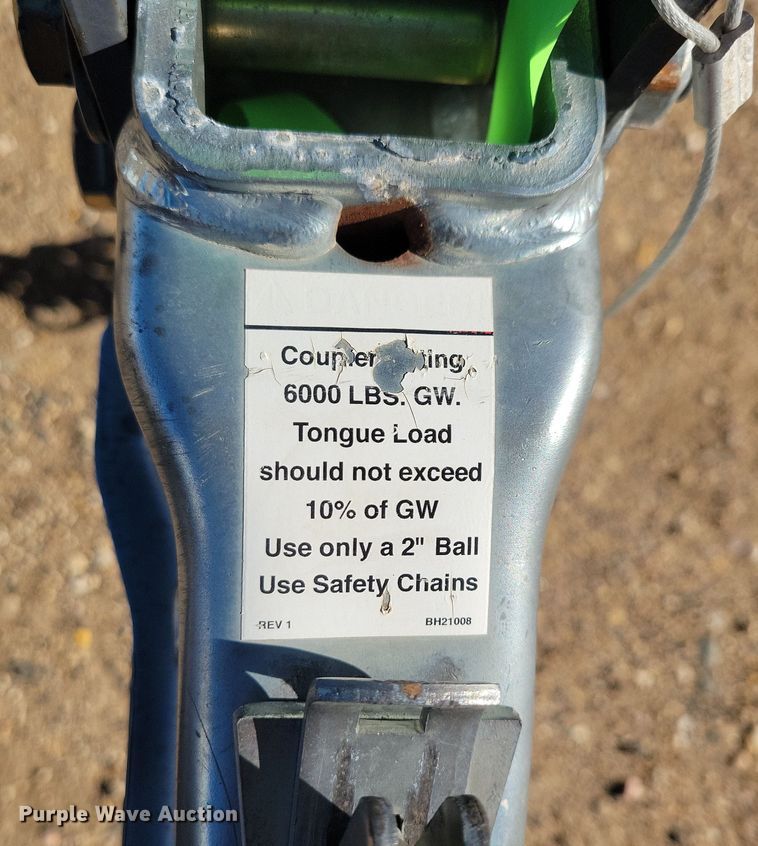 6000 LBS. GW.
Tongue Load
should not exceed
10% of GW
Use only a 2" Ball
Use Safety Chains
REV 1 BH21008
Purple Wave Auction